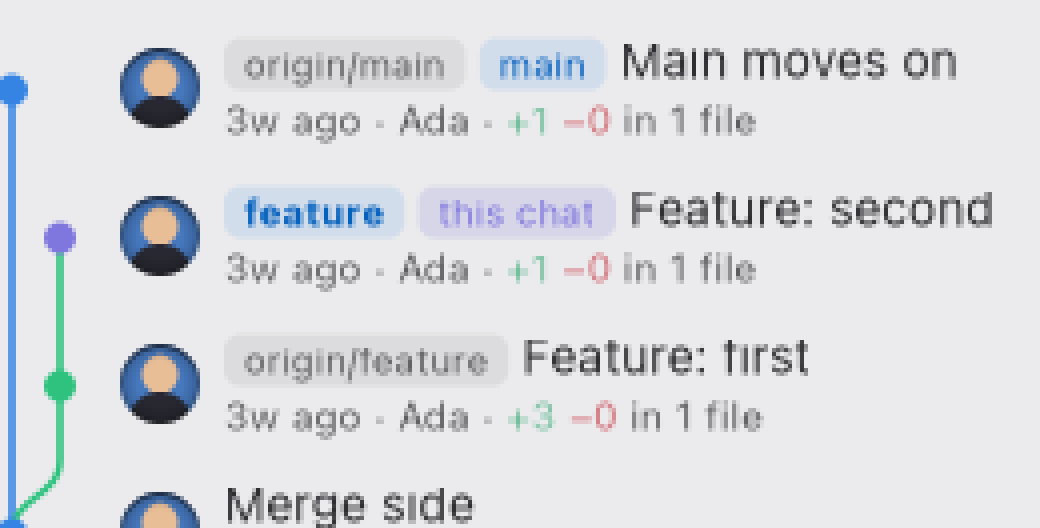 origin/main main Main moves on
3w ago · Ada · +1 −0 in 1 file
feature this chat Feature: second
3w ago · Ada · +1 −0 in 1 file
origin/feature Feature: first
3w ago · Ada · +3 −0 in 1 file
Merge side